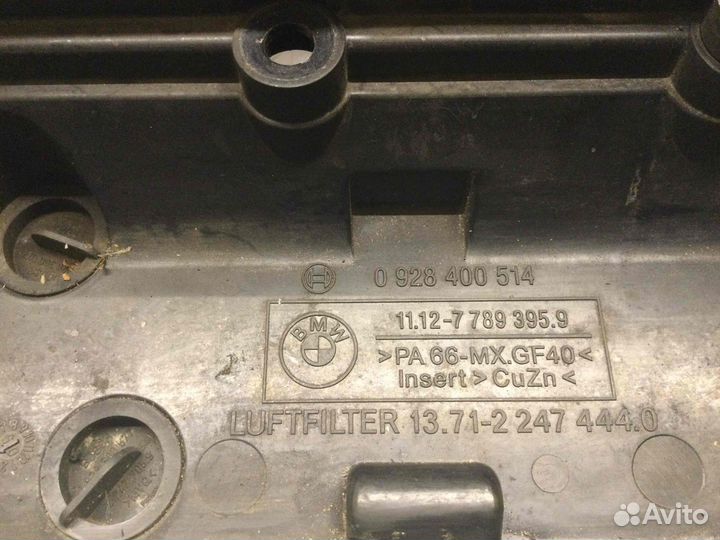 0 928 400 514
BMW
11.12-7 789 395.9
>PA 66-MX.GF40<
Insert >CuZn<
LUFTFILTER 13.71-2 247 444.0
Avito